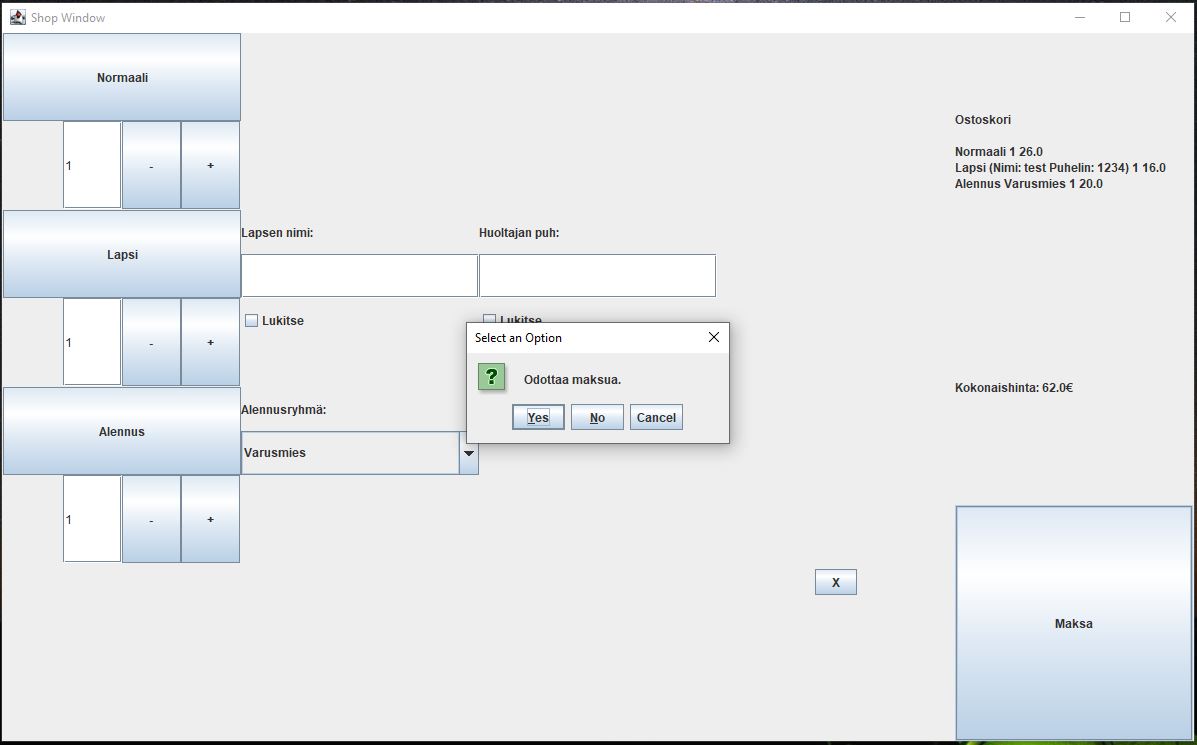 Shop Window
Normaali
1
-
+
Ostoskori
Normaali 1 26.0
Lapsi (Nimi: test Puhelin: 1234) 1 16.0
Alennus Varusmies 1 20.0
Lapsi
Lapsen nimi:
Huoltajan puh:
1
-
+
Lukitse
Lukitse
Select an Option
?
Odottaa maksua.
Yes
No
Cancel
Kokonaishinta: 62.0€
Alennus
Alennusryhmä:
Varusmies
1
-
+
X
Maksa